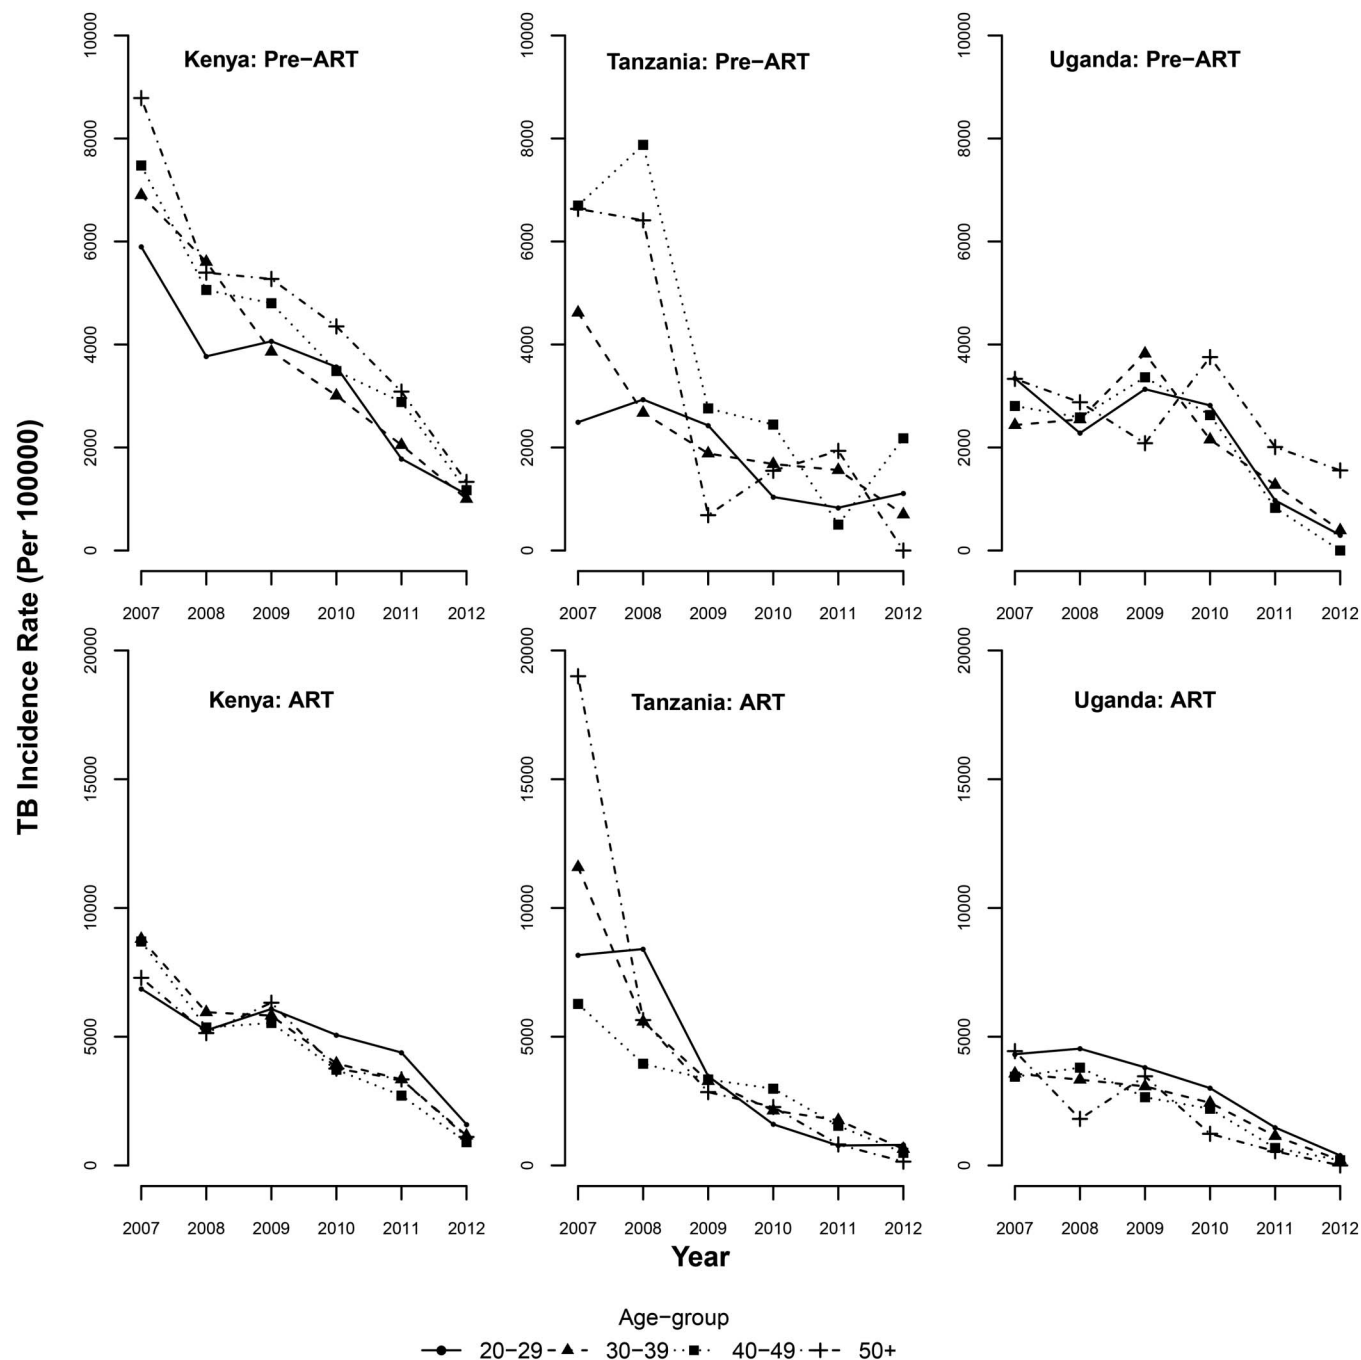 Kenya: Pre−ART
0
2000
4000
6000
8000
10000
2007 2008 2009 2010 2011 2012
Tanzania: Pre−ART
0
2000
4000
6000
8000
10000
2007 2008 2009 2010 2011 2012
Uganda: Pre−ART
0
2000
4000
6000
8000
10000
2007 2008 2009 2010 2011 2012
TB Incidence Rate (Per 100000)
Kenya: ART
0
5000
10000
15000
20000
2007 2008 2009 2010 2011 2012
Tanzania: ART
0
5000
10000
15000
20000
2007 2008 2009 2010 2011 2012
Uganda: ART
0
5000
10000
15000
20000
2007 2008 2009 2010 2011 2012
Year
Age−group
20−29 30−39 40−49 50+